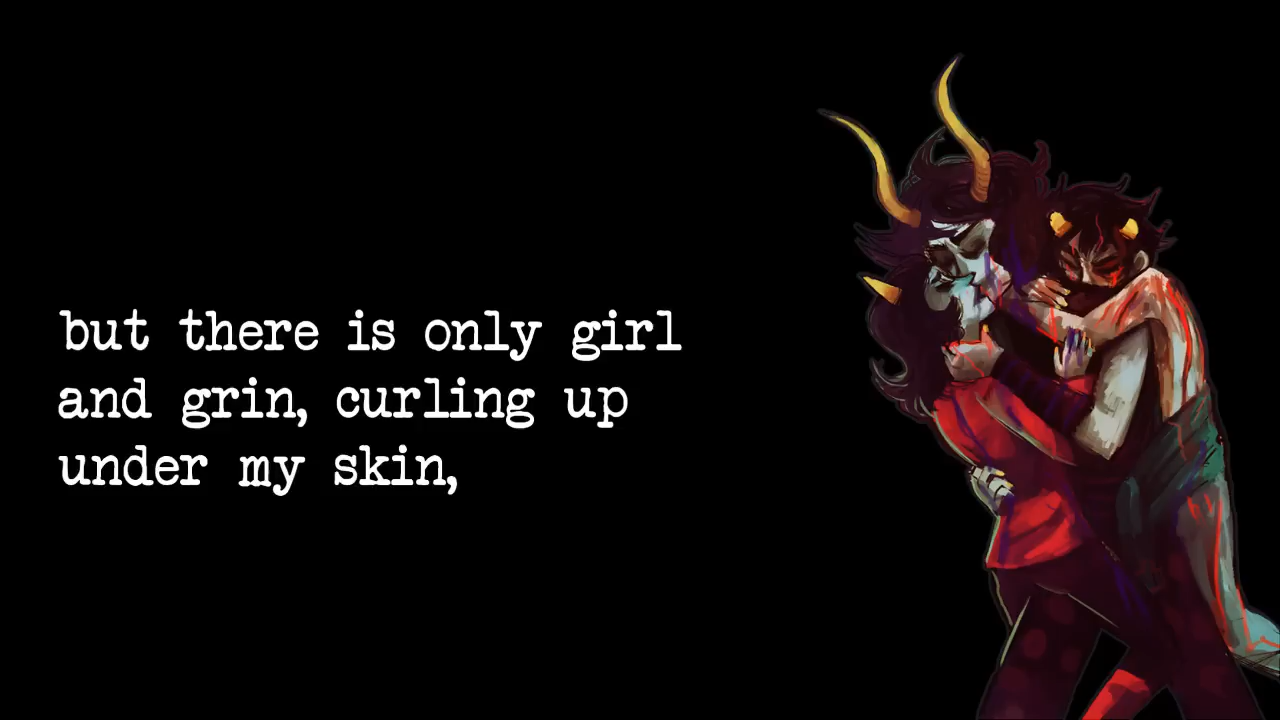 but there is only girl
and grin, curling up
under my skin,